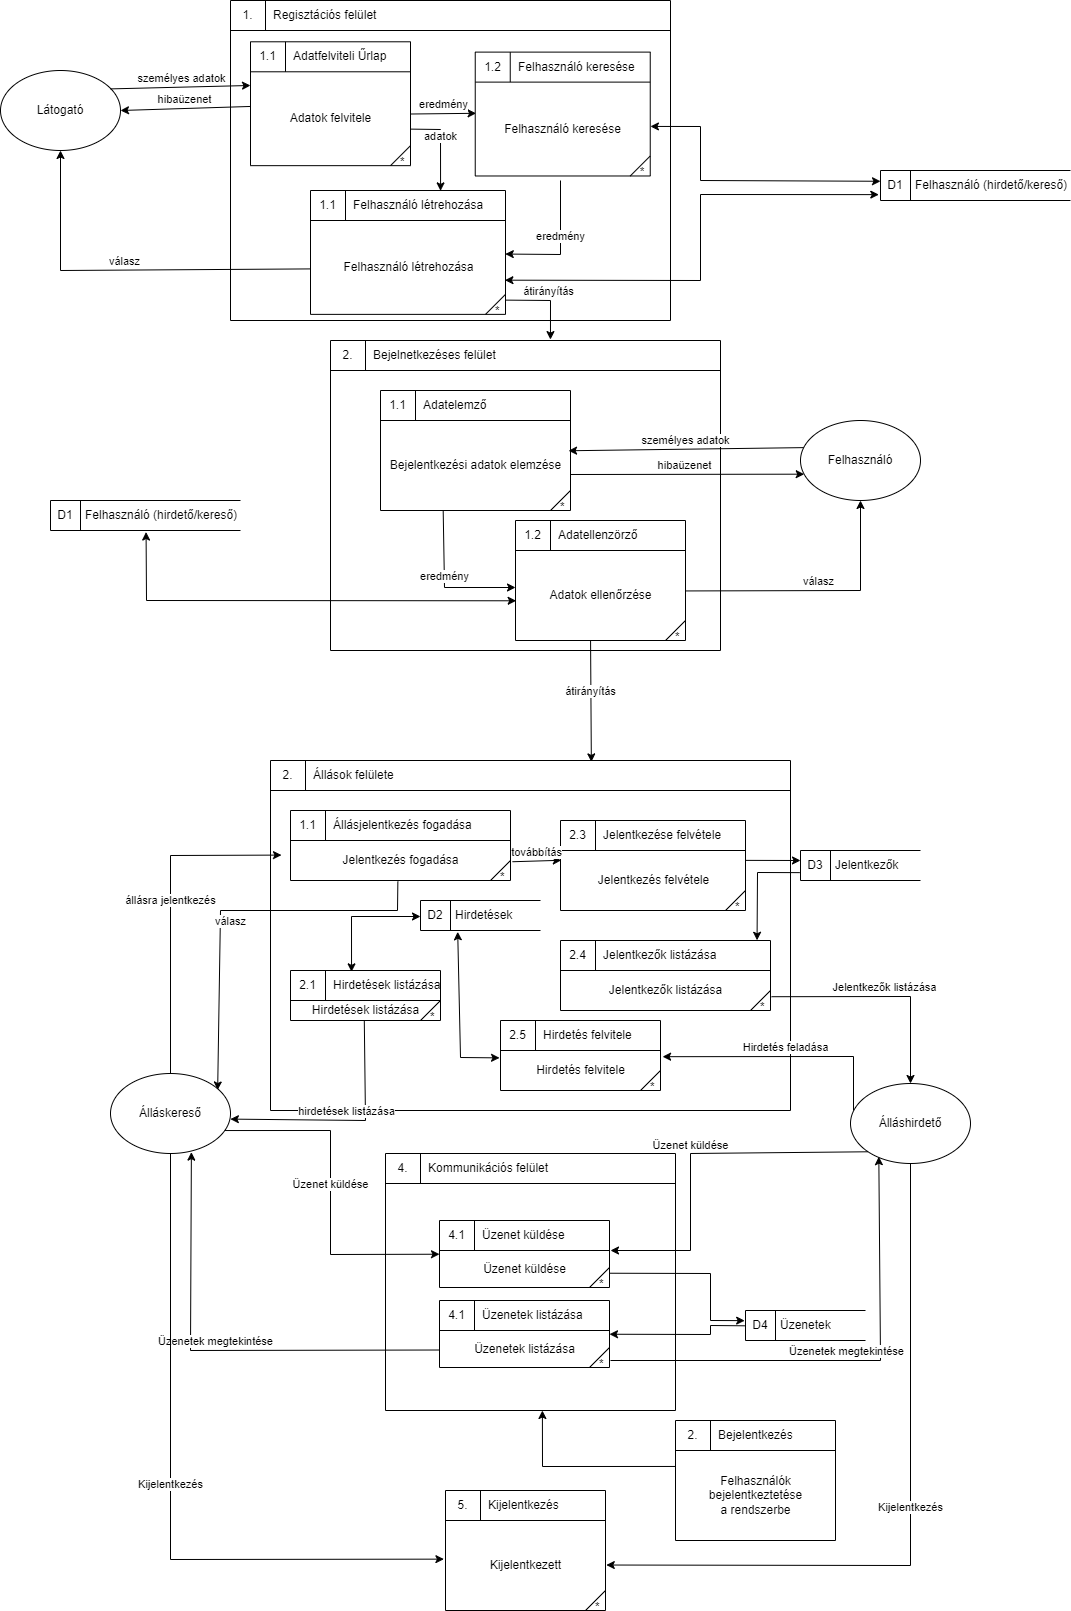 1.
Regisztációs felület
1.1
Adatfelviteli Űrlap
Adatok felvitele
*
1.2
Felhasználó keresése
Felhasználó keresése
*
személyes adatok
hibaüzenet
Látogató
eredmény
adatok
D1
Felhasználó (hirdető/kereső)
1.1
Felhasználó létrehozása
Felhasználó létrehozása
*
eredmény
válasz
átirányítás
2.
Bejelnetkezéses felület
1.1
Adatelemző
Bejelentkezési adatok elemzése
*
személyes adatok
hibaüzenet
Felhasználó
D1
Felhasználó (hirdető/kereső)
1.2
Adatellenzörző
Adatok ellenőrzése
*
eredmény
válasz
átirányítás
2.
Állások felülete
1.1
Állásjelentkezés fogadása
Jelentkezés fogadása
*
továbbítás
2.3
Jelentkezése felvétele
Jelentkezés felvétele
*
D3
Jelentkezők
állásra jelentkezés
válasz
D2
Hirdetések
2.4
Jelentkezők listázása
Jelentkezők listázása
*
2.1
Hirdetések listázása
Hirdetések listázása
*
Jelentkezők listázása
2.5
Hirdetés felvitele
Hirdetés felvitele
*
Hirdetés feladása
Álláskereső
hirdetések listázása
Álláshirdető
Üzenet küldése
Üzenet küldése
4.
Kommunikációs felület
4.1
Üzenet küldése
Üzenet küldése
*
4.1
Üzenetek listázása
Üzenetek listázása
*
D4
Üzenetek
Üzenetek megtekintése
Üzenetek megtekintése
2.
Bejelentkezés
Felhasználók
bejelentkeztetése
a rendszerbe
Kijelentkezés
Kijelentkezés
5.
Kijelentkezés
Kijelentkezett
*